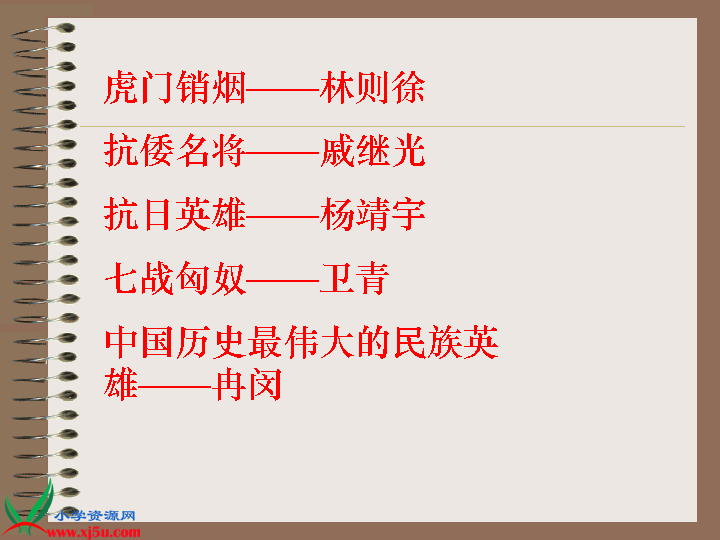 虎门销烟——林则徐
抗倭名将——戚继光
抗日英雄——杨靖宇
七战匈奴——卫青
中国历史最伟大的民族英
雄——冉闵
小学资源网
www.xj5u.com